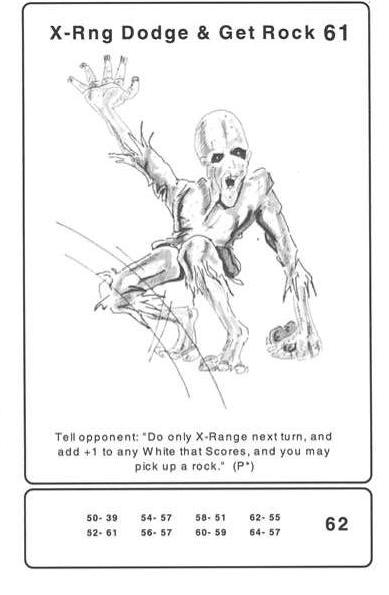 X-Rng Dodge & Get Rock 61
Tell opponent: "Do only X-Range next turn, and
add +1 to any White that Scores, and you may
pick up a rock." (P*)
50- 39 54- 57 58- 51 62- 55
52- 61 56- 57 60- 59 64- 57
62